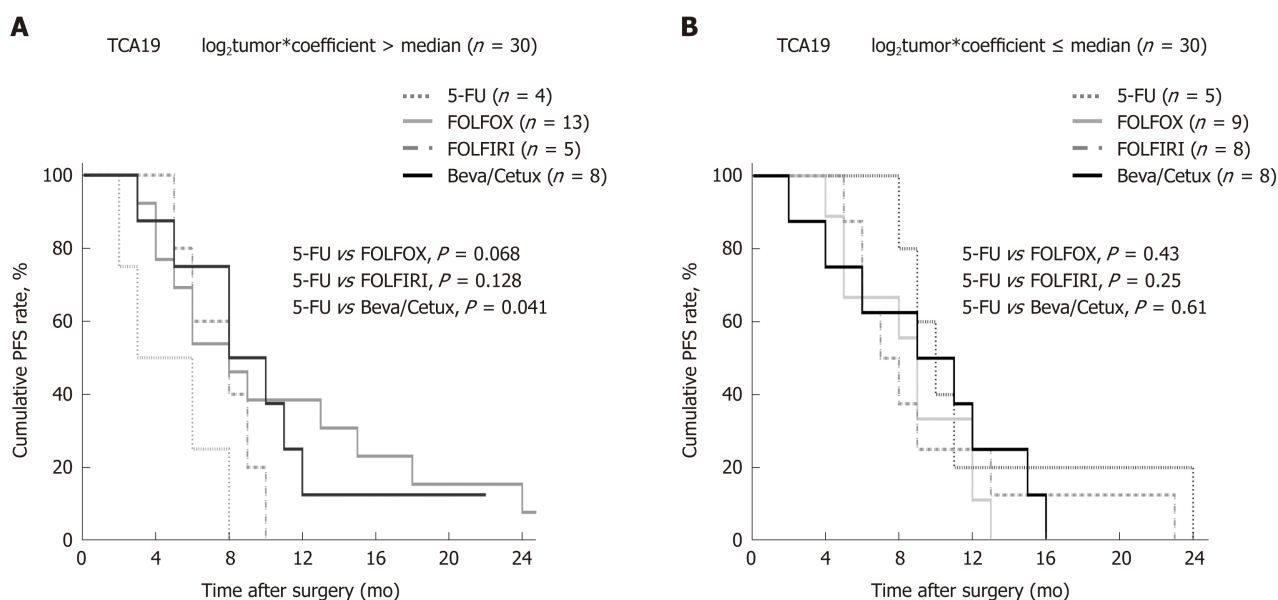 A
TCA19 log2tumor*coefficient > median (n = 30)
5-FU (n = 4)
FOLFOX (n = 13)
FOLFIRI (n = 5)
Beva/Cetux (n = 8)
5-FU vs FOLFOX, P = 0.068
5-FU vs FOLFIRI, P = 0.128
5-FU vs Beva/Cetux, P = 0.041
Cumulative PFS rate, %
100
80
60
40
20
0
0 4 8 12 16 20 24
Time after surgery (mo)
B
TCA19 log2tumor*coefficient ≤ median (n = 30)
5-FU (n = 5)
FOLFOX (n = 9)
FOLFIRI (n = 8)
Beva/Cetux (n = 8)
5-FU vs FOLFOX, P = 0.43
5-FU vs FOLFIRI, P = 0.25
5-FU vs Beva/Cetux, P = 0.61
Cumulative PFS rate, %
100
80
60
40
20
0
0 4 8 12 16 20 24
Time after surgery (mo)